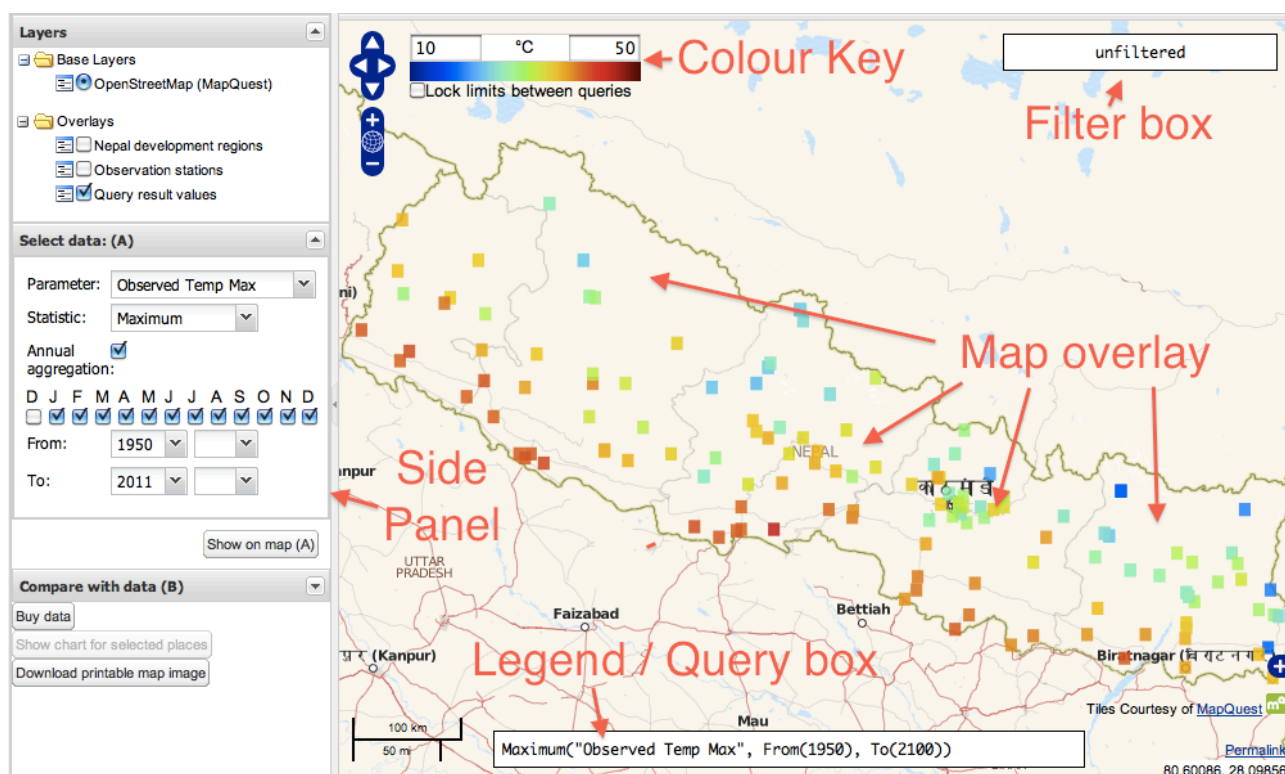 Layers
Base Layers
OpenStreetMap (MapQuest)
Overlays
Nepal development regions
Observation stations
Query result values
Select data: (A)
Parameter: Observed Temp Max
Statistic: Maximum
Annual
aggregation:
D J F M A M J J A S O N D
From: 1950
To: 2011
Show on map (A)
Compare with data (B)
Buy data
Show chart for selected places
Download printable map image
10 °C 50
Lock limits between queries
Colour Key
unfiltered
Filter box
Map overlay
NEPAL
Side
Panel
UTTAR
PRADESH
Faizabad
Bettiah
(Kanpur)
Legend / Query box
Biratnagar
Mau
Tiles Courtesy of MapQuest
100 km
50 mi
Maximum("Observed Temp Max", From(1950), To(2100))
Permalink
80.60086, 28.09856